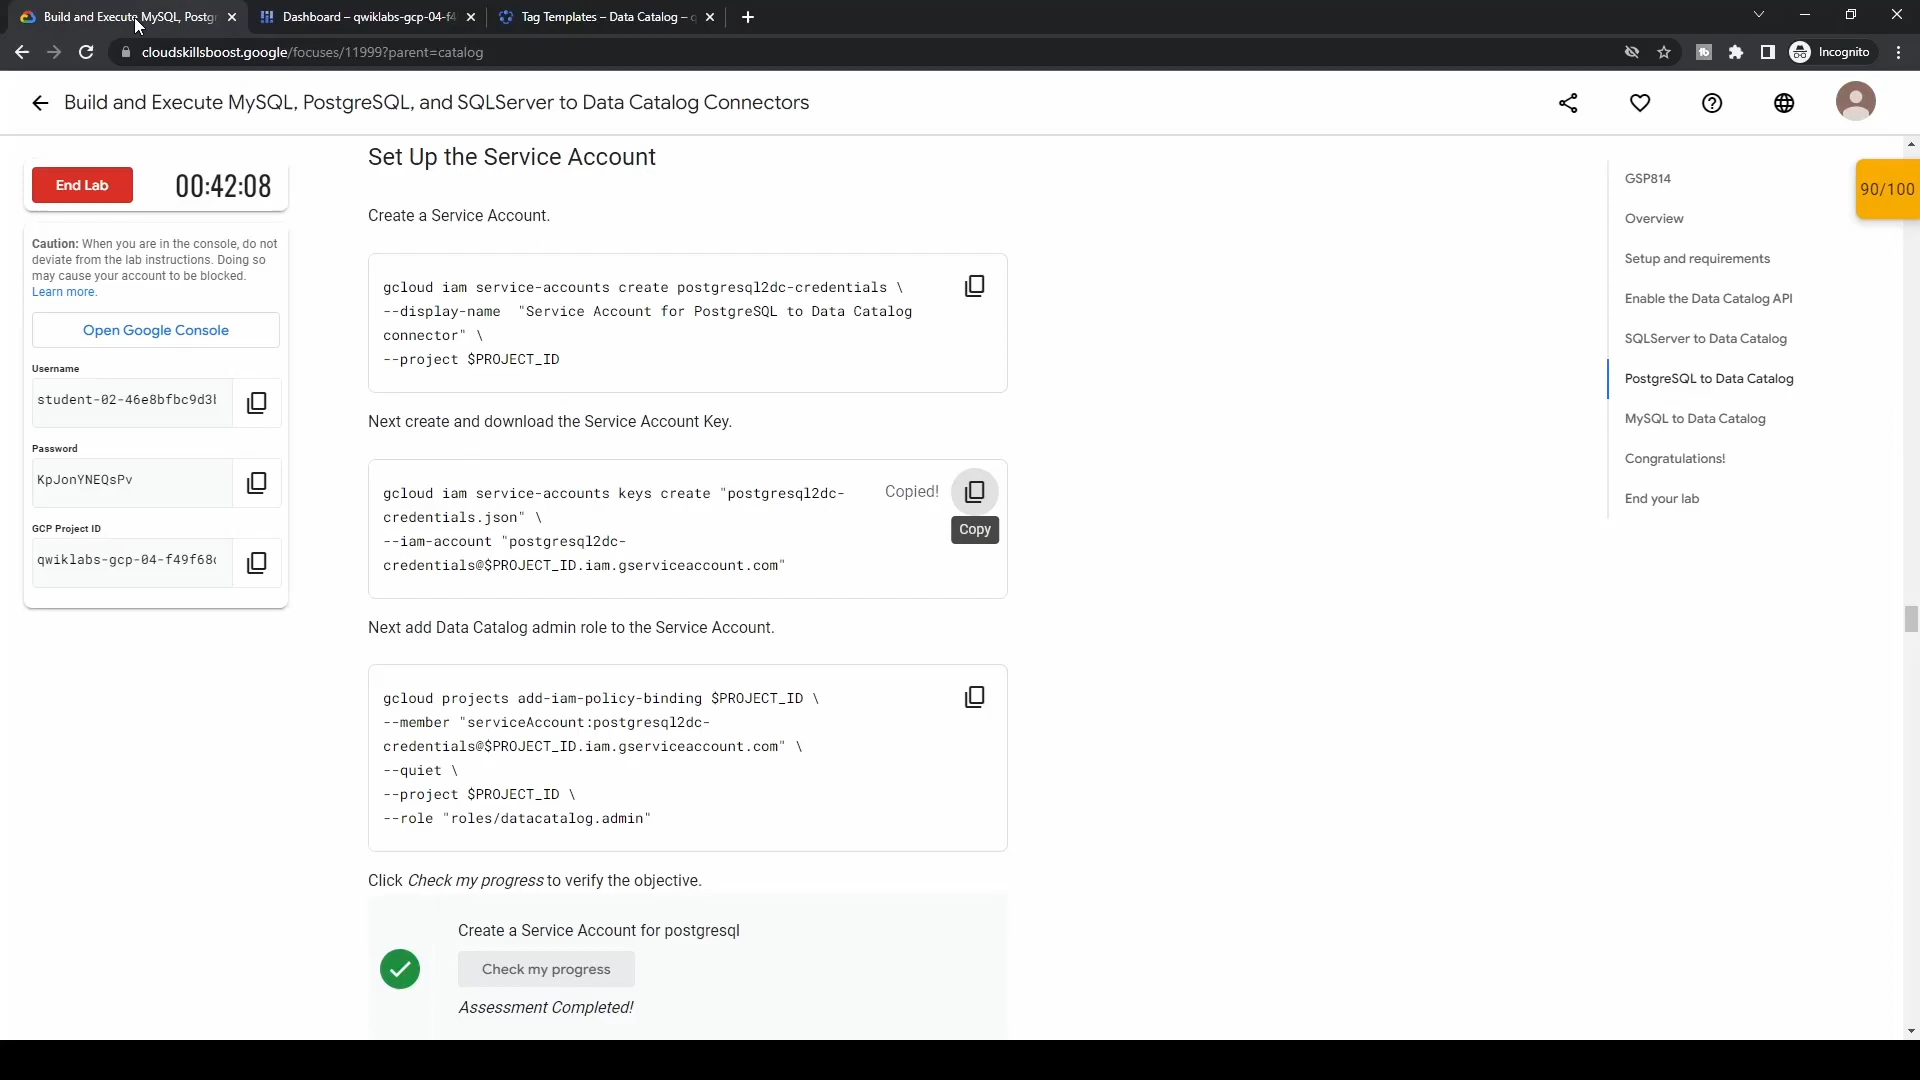 Build and Execute MySQL, Postgr
Dashboard – qwiklabs-gcp-04-f4
Tag Templates – Data Catalog – q
cloudskillsboost.google/focuses/11999?parent=catalog
Incognito
Build and Execute MySQL, PostgreSQL, and SQLServer to Data Catalog Connectors
End Lab
00:42:08
Caution: When you are in the console, do not
deviate from the lab instructions. Doing so
may cause your account to be blocked.
Learn more.
Open Google Console
Username
student-02-46e8bfbc9d3
Password
KpJonYNEQsPv
GCP Project ID
qwiklabs-gcp-04-f49f68
Set Up the Service Account
Create a Service Account.
gcloud iam service-accounts create postgresql2dc-credentials \
--display-name  "Service Account for PostgreSQL to Data Catalog
connector" \
--project $PROJECT_ID
Next create and download the Service Account Key.
gcloud iam service-accounts keys create "postgresql2dc-
credentials.json" \
--iam-account "postgresql2dc-
credentials@$PROJECT_ID.iam.gserviceaccount.com"
Copied!
Copy
Next add Data Catalog admin role to the Service Account.
gcloud projects add-iam-policy-binding $PROJECT_ID \
--member "serviceAccount:postgresql2dc-
credentials@$PROJECT_ID.iam.gserviceaccount.com" \
--quiet \
--project $PROJECT_ID \
--role "roles/datacatalog.admin"
Click Check my progress to verify the objective.
Create a Service Account for postgresql
Check my progress
Assessment Completed!
GSP814
Overview
Setup and requirements
Enable the Data Catalog API
SQLServer to Data Catalog
PostgreSQL to Data Catalog
MySQL to Data Catalog
Congratulations!
End your lab
90/100